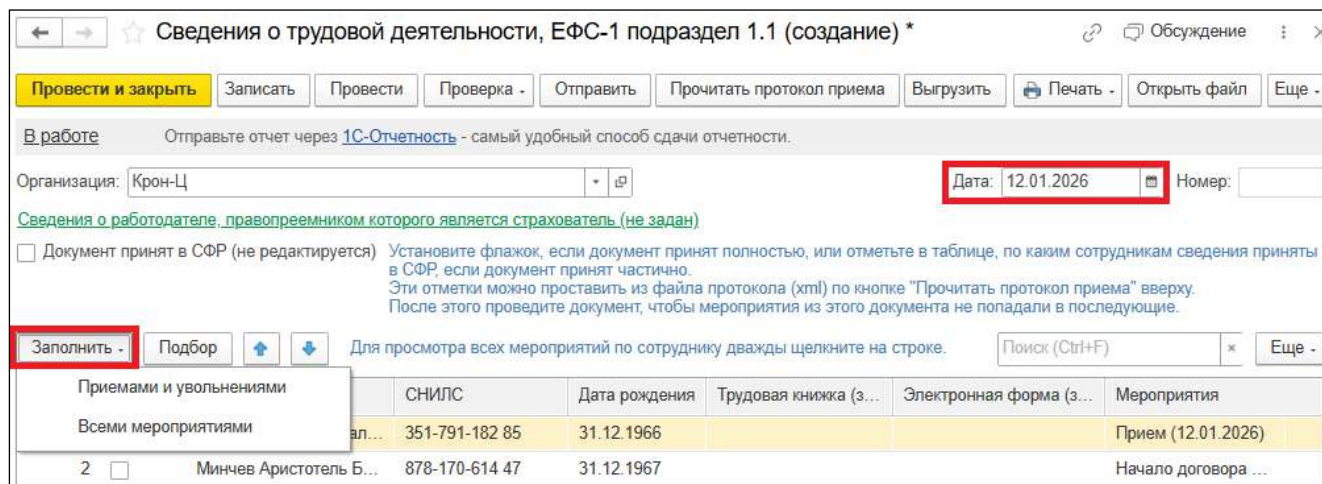 Сведения о трудовой деятельности, ЕФС-1 подраздел 1.1 (создание) * Обсуждение
Провести и закрыть Записать Провести Проверка Отправить Прочитать протокол приема Выгрузить Печать Открыть файл Еще
В работе Отправьте отчет через 1С-Отчетность - самый удобный способ сдачи отчетности.
Организация: Крон-Ц Дата: 12.01.2026 Номер:
Сведения о работодателе, правопреемником которого является страхователь (не задан)
Документ принят в СФР (не редактируется) Установите флажок, если документ принят полностью, или отметьте в таблице, по каким сотрудникам сведения приняты
в СФР, если документ принят частично.
Эти отметки можно проставить из файла протокола (xml) по кнопке "Прочитать протокол приема" вверху.
После этого проведите документ, чтобы мероприятия из этого документа не попадали в последующие.
Заполнить Подбор Для просмотра всех мероприятий по сотруднику дважды щелкните на строке. Поиск (Ctrl+F) × Еще
Приемами и увольнениями СНИЛС Дата рождения Трудовая книжка (з... Электронная форма (з... Мероприятия
Всеми мероприятиями ал... 351-791-182 85 31.12.1966 Прием (12.01.2026)
2 Минчев Аристотель Б... 878-170-614 47 31.12.1967 Начало договора ...